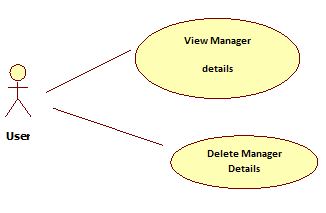 View Manager
details
User
Delete Manager
Details